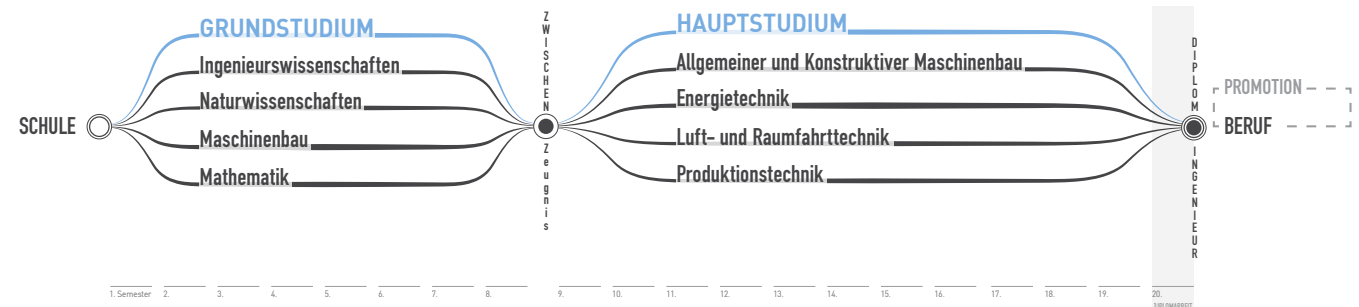 SCHULE
GRUNDSTUDIUM
Ingenieurswissenschaften
Naturwissenschaften
Maschinenbau
Mathematik
ZWISCHEN Zeugnis
HAUPTSTUDIUM
Allgemeiner und Konstruktiver Maschinenbau
Energietechnik
Luft- und Raumfahrttechnik
Produktionstechnik
DIPLOM INGENIEUR
PROMOTION
BERUF
1. Semester 2. 3. 4. 5. 6. 7. 8. 9. 10. 11. 12. 13. 14. 15. 16. 17. 18. 19. 20.
DIPLOMARBEIT